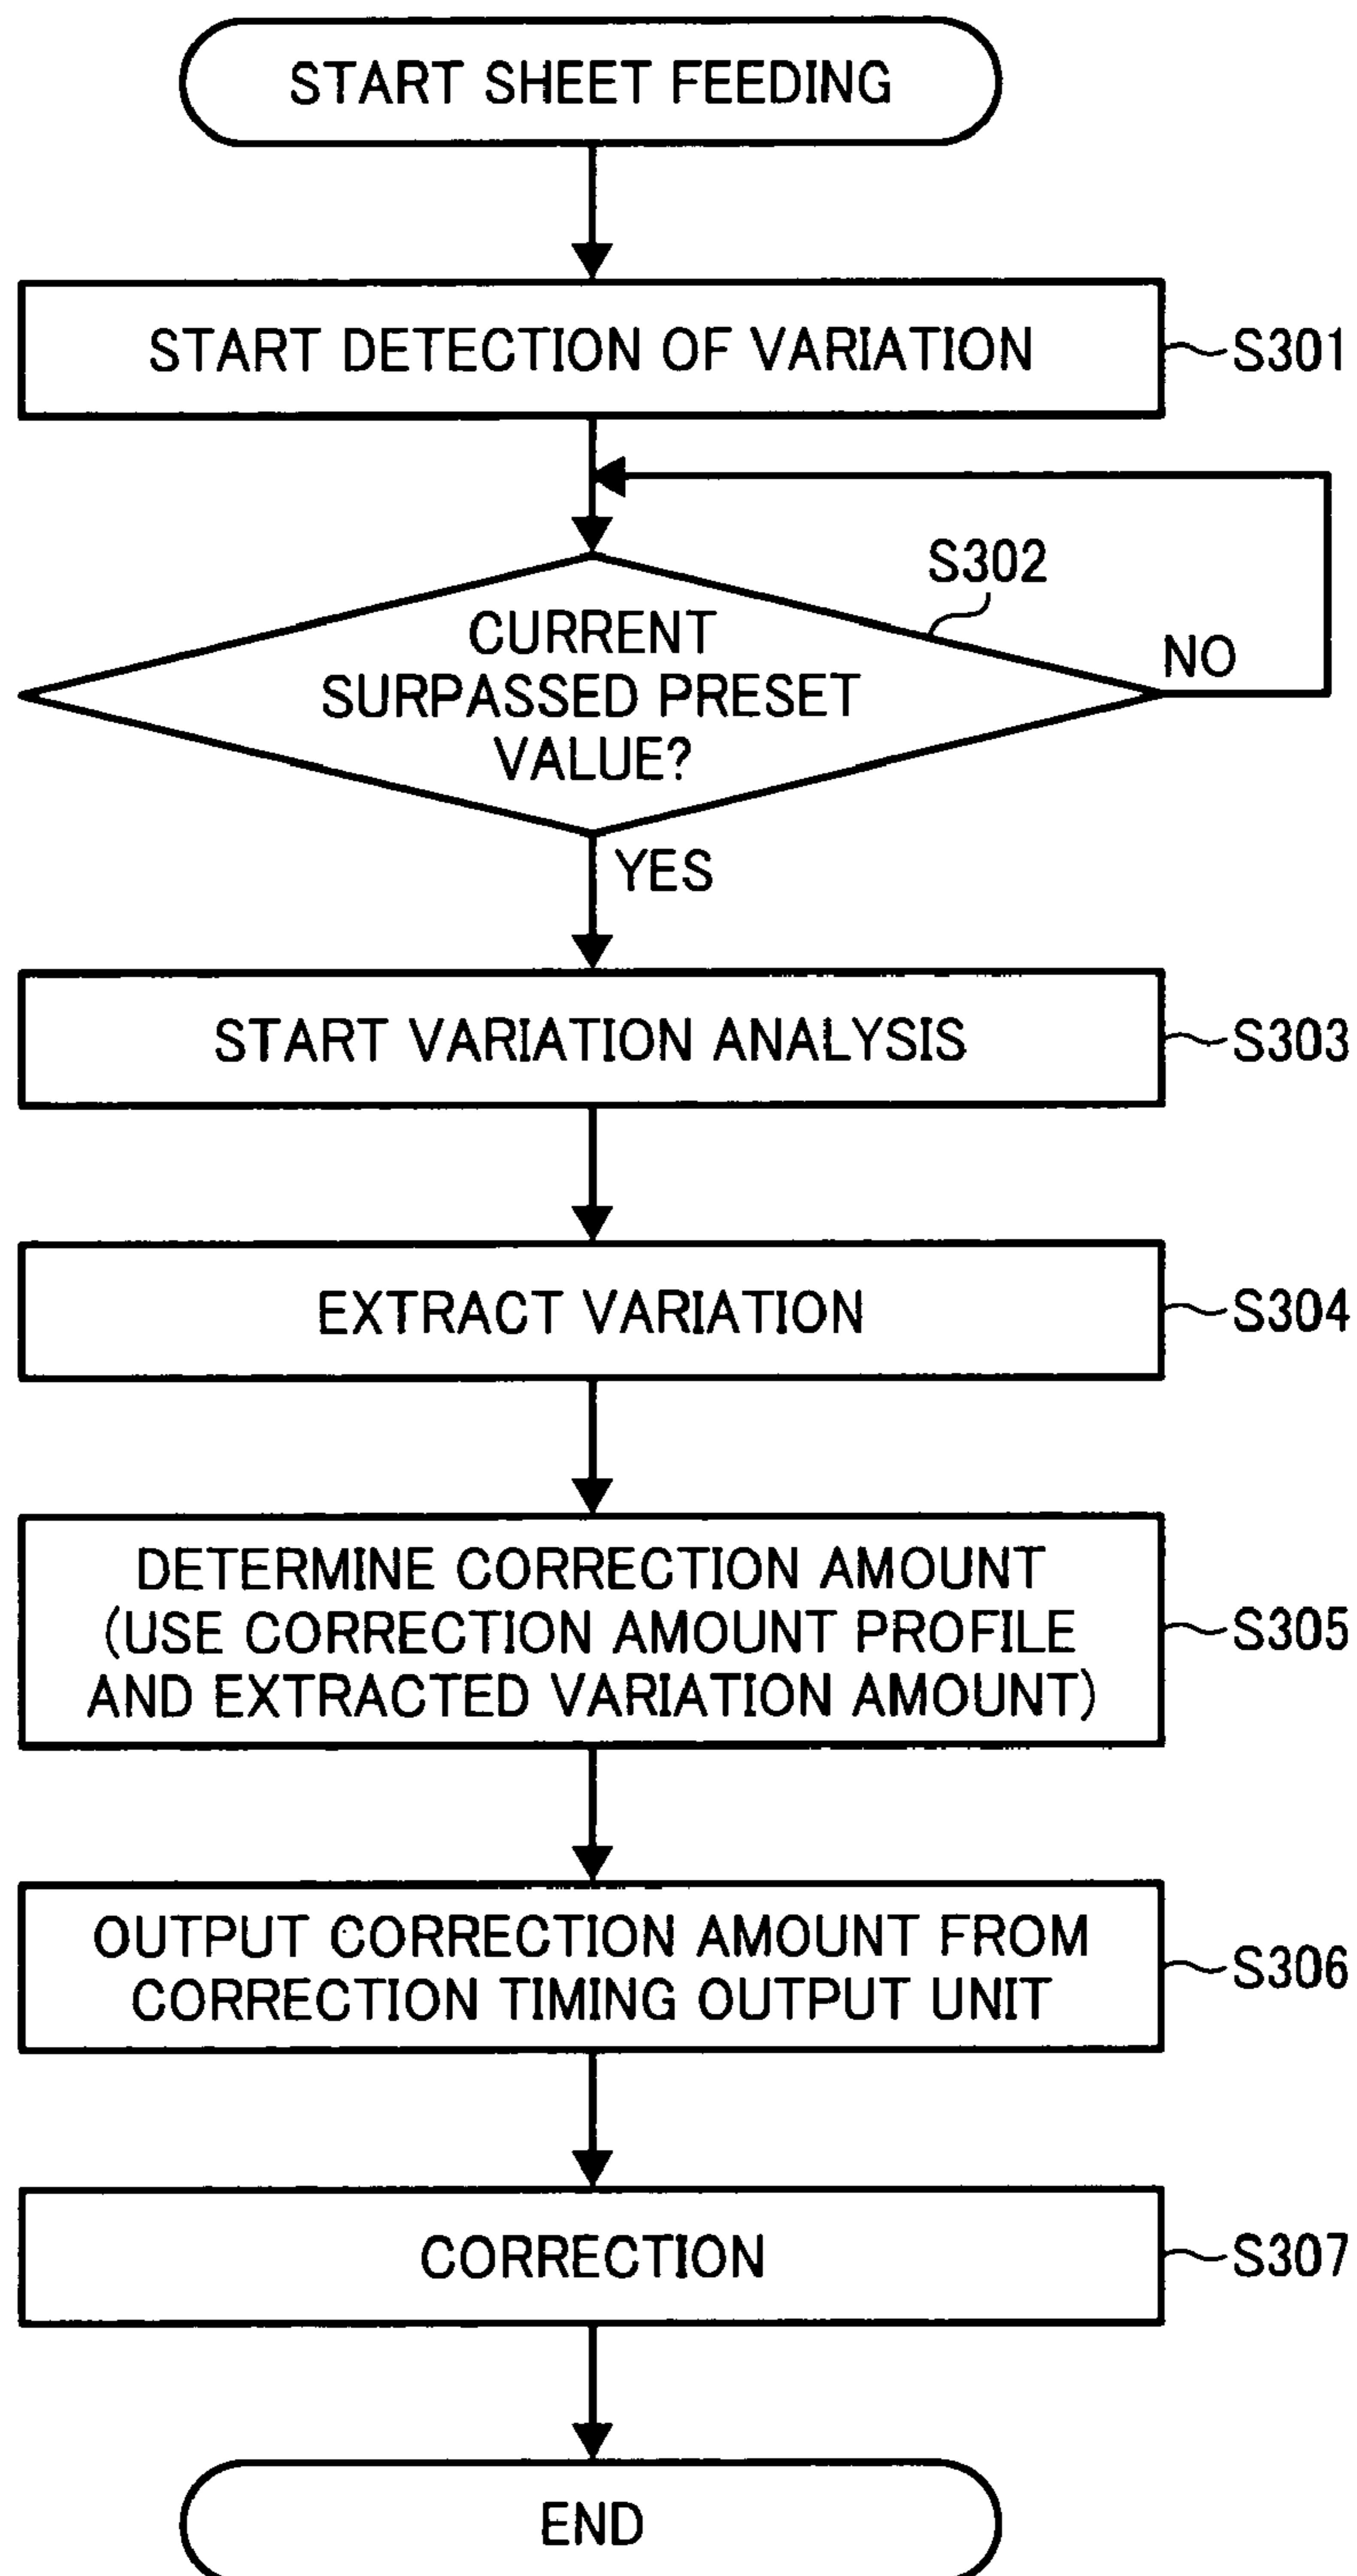 START SHEET FEEDING
START DETECTION OF VARIATION
S301
S302
CURRENT
SURPASSED PRESET
VALUE?
NO
YES
START VARIATION ANALYSIS
S303
EXTRACT VARIATION
S304
DETERMINE CORRECTION AMOUNT
(USE CORRECTION AMOUNT PROFILE
AND EXTRACTED VARIATION AMOUNT)
S305
OUTPUT CORRECTION AMOUNT FROM
CORRECTION TIMING OUTPUT UNIT
S306
CORRECTION
S307
END